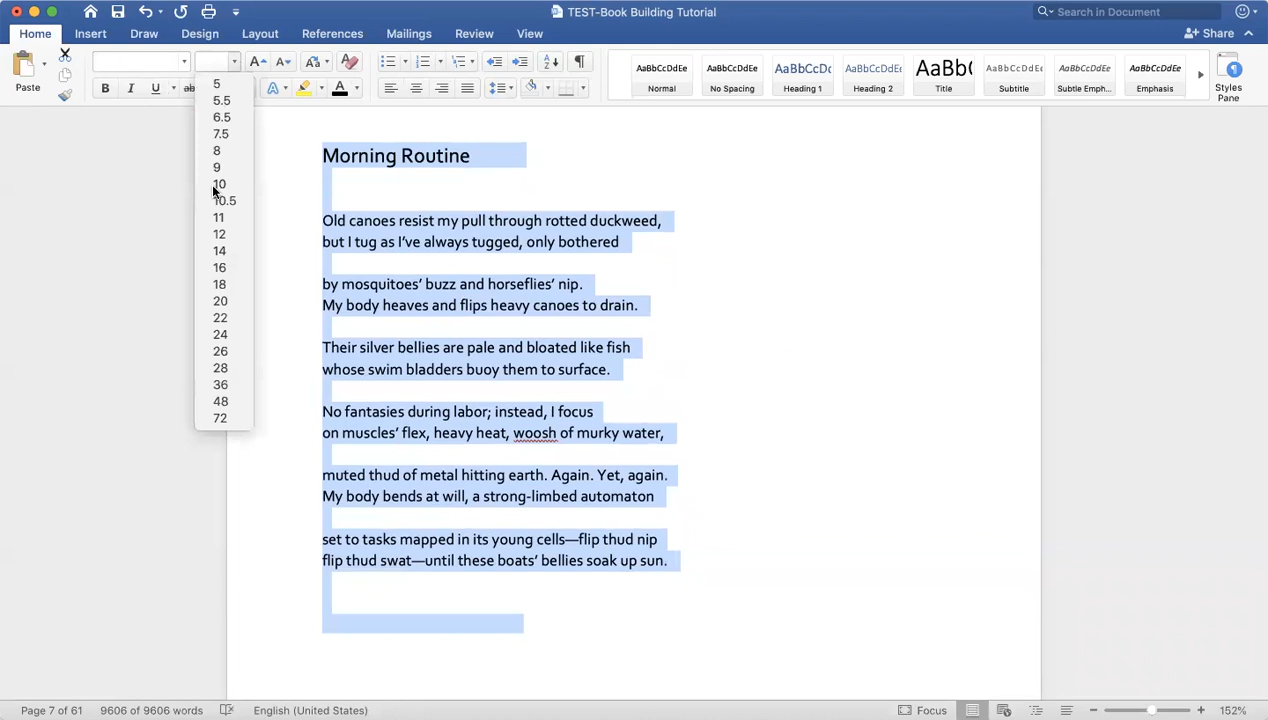 TEST-Book Building Tutorial
Search in Document
Home Insert Draw Design Layout References Mailings Review View
Share
Paste
B I U ab A A
AaBbCcDdEe AaBbCcDdEe AaBbCcDc AaBbCcDdEe AaBb( AaBbCcDdEe AaBbCcDdEe AaBbCcDdEe
Normal No Spacing Heading 1 Heading 2 Title Subtitle Subtle Emph... Emphasis
Styles
Pane
5
5.5
6.5
7.5
8
9
10
10.5
11
12
14
16
18
20
22
24
26
28
36
48
72
Morning Routine
Old canoes resist my pull through rotted duckweed,
but I tug as I’ve always tugged, only bothered
by mosquitoes’ buzz and horseflies’ nip.
My body heaves and flips heavy canoes to drain.
Their silver bellies are pale and bloated like fish
whose swim bladders buoy them to surface.
No fantasies during labor; instead, I focus
on muscles’ flex, heavy heat, woosh of murky water,
muted thud of metal hitting earth. Again. Yet, again.
My body bends at will, a strong-limbed automaton
set to tasks mapped in its young cells—flip thud nip
flip thud swat—until these boats’ bellies soak up sun.
Page 7 of 61 9606 of 9606 words English (United States) Focus 152%